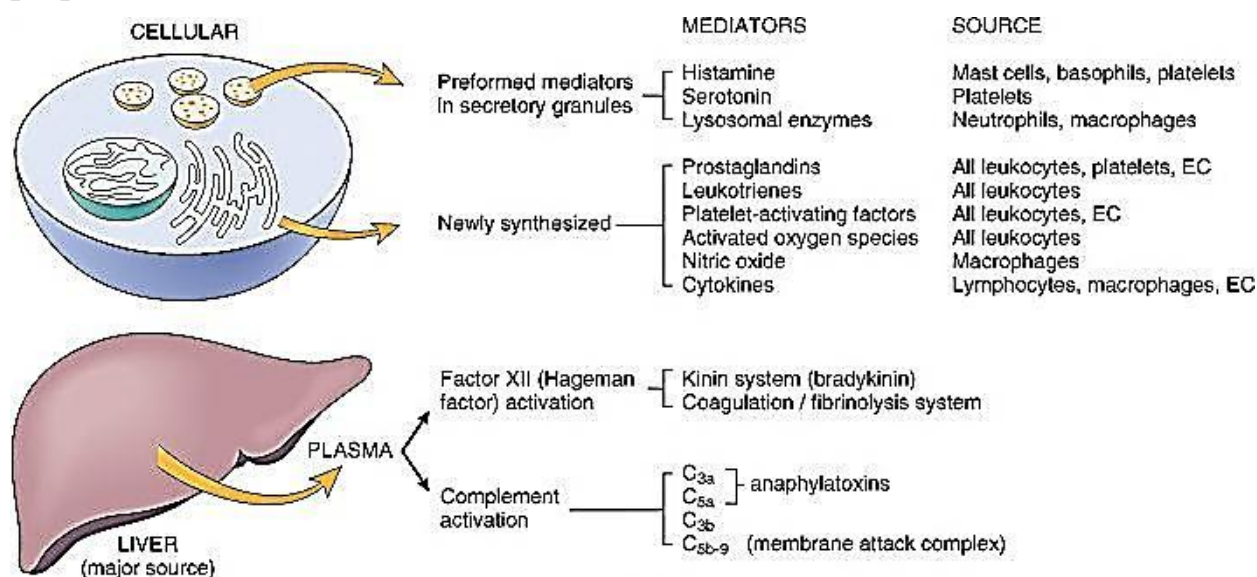 CELLULAR
MEDIATORS
SOURCE
Preformed mediators
in secretory granules
Histamine
Mast cells, basophils, platelets
Serotonin
Platelets
Lysosomal enzymes
Neutrophils, macrophages
Newly synthesized
Prostaglandins
All leukocytes, platelets, EC
Leukotrienes
All leukocytes
Platelet-activating factors
All leukocytes, EC
Activated oxygen species
All leukocytes
Nitric oxide
Macrophages
Cytokines
Lymphocytes, macrophages, EC
LIVER
(major source)
PLASMA
Factor XII (Hageman
factor) activation
Kinin system (bradykinin)
Coagulation / fibrinolysis system
Complement
activation
C3a
C5a
anaphylatoxins
C3b
C5b-9 (membrane attack complex)